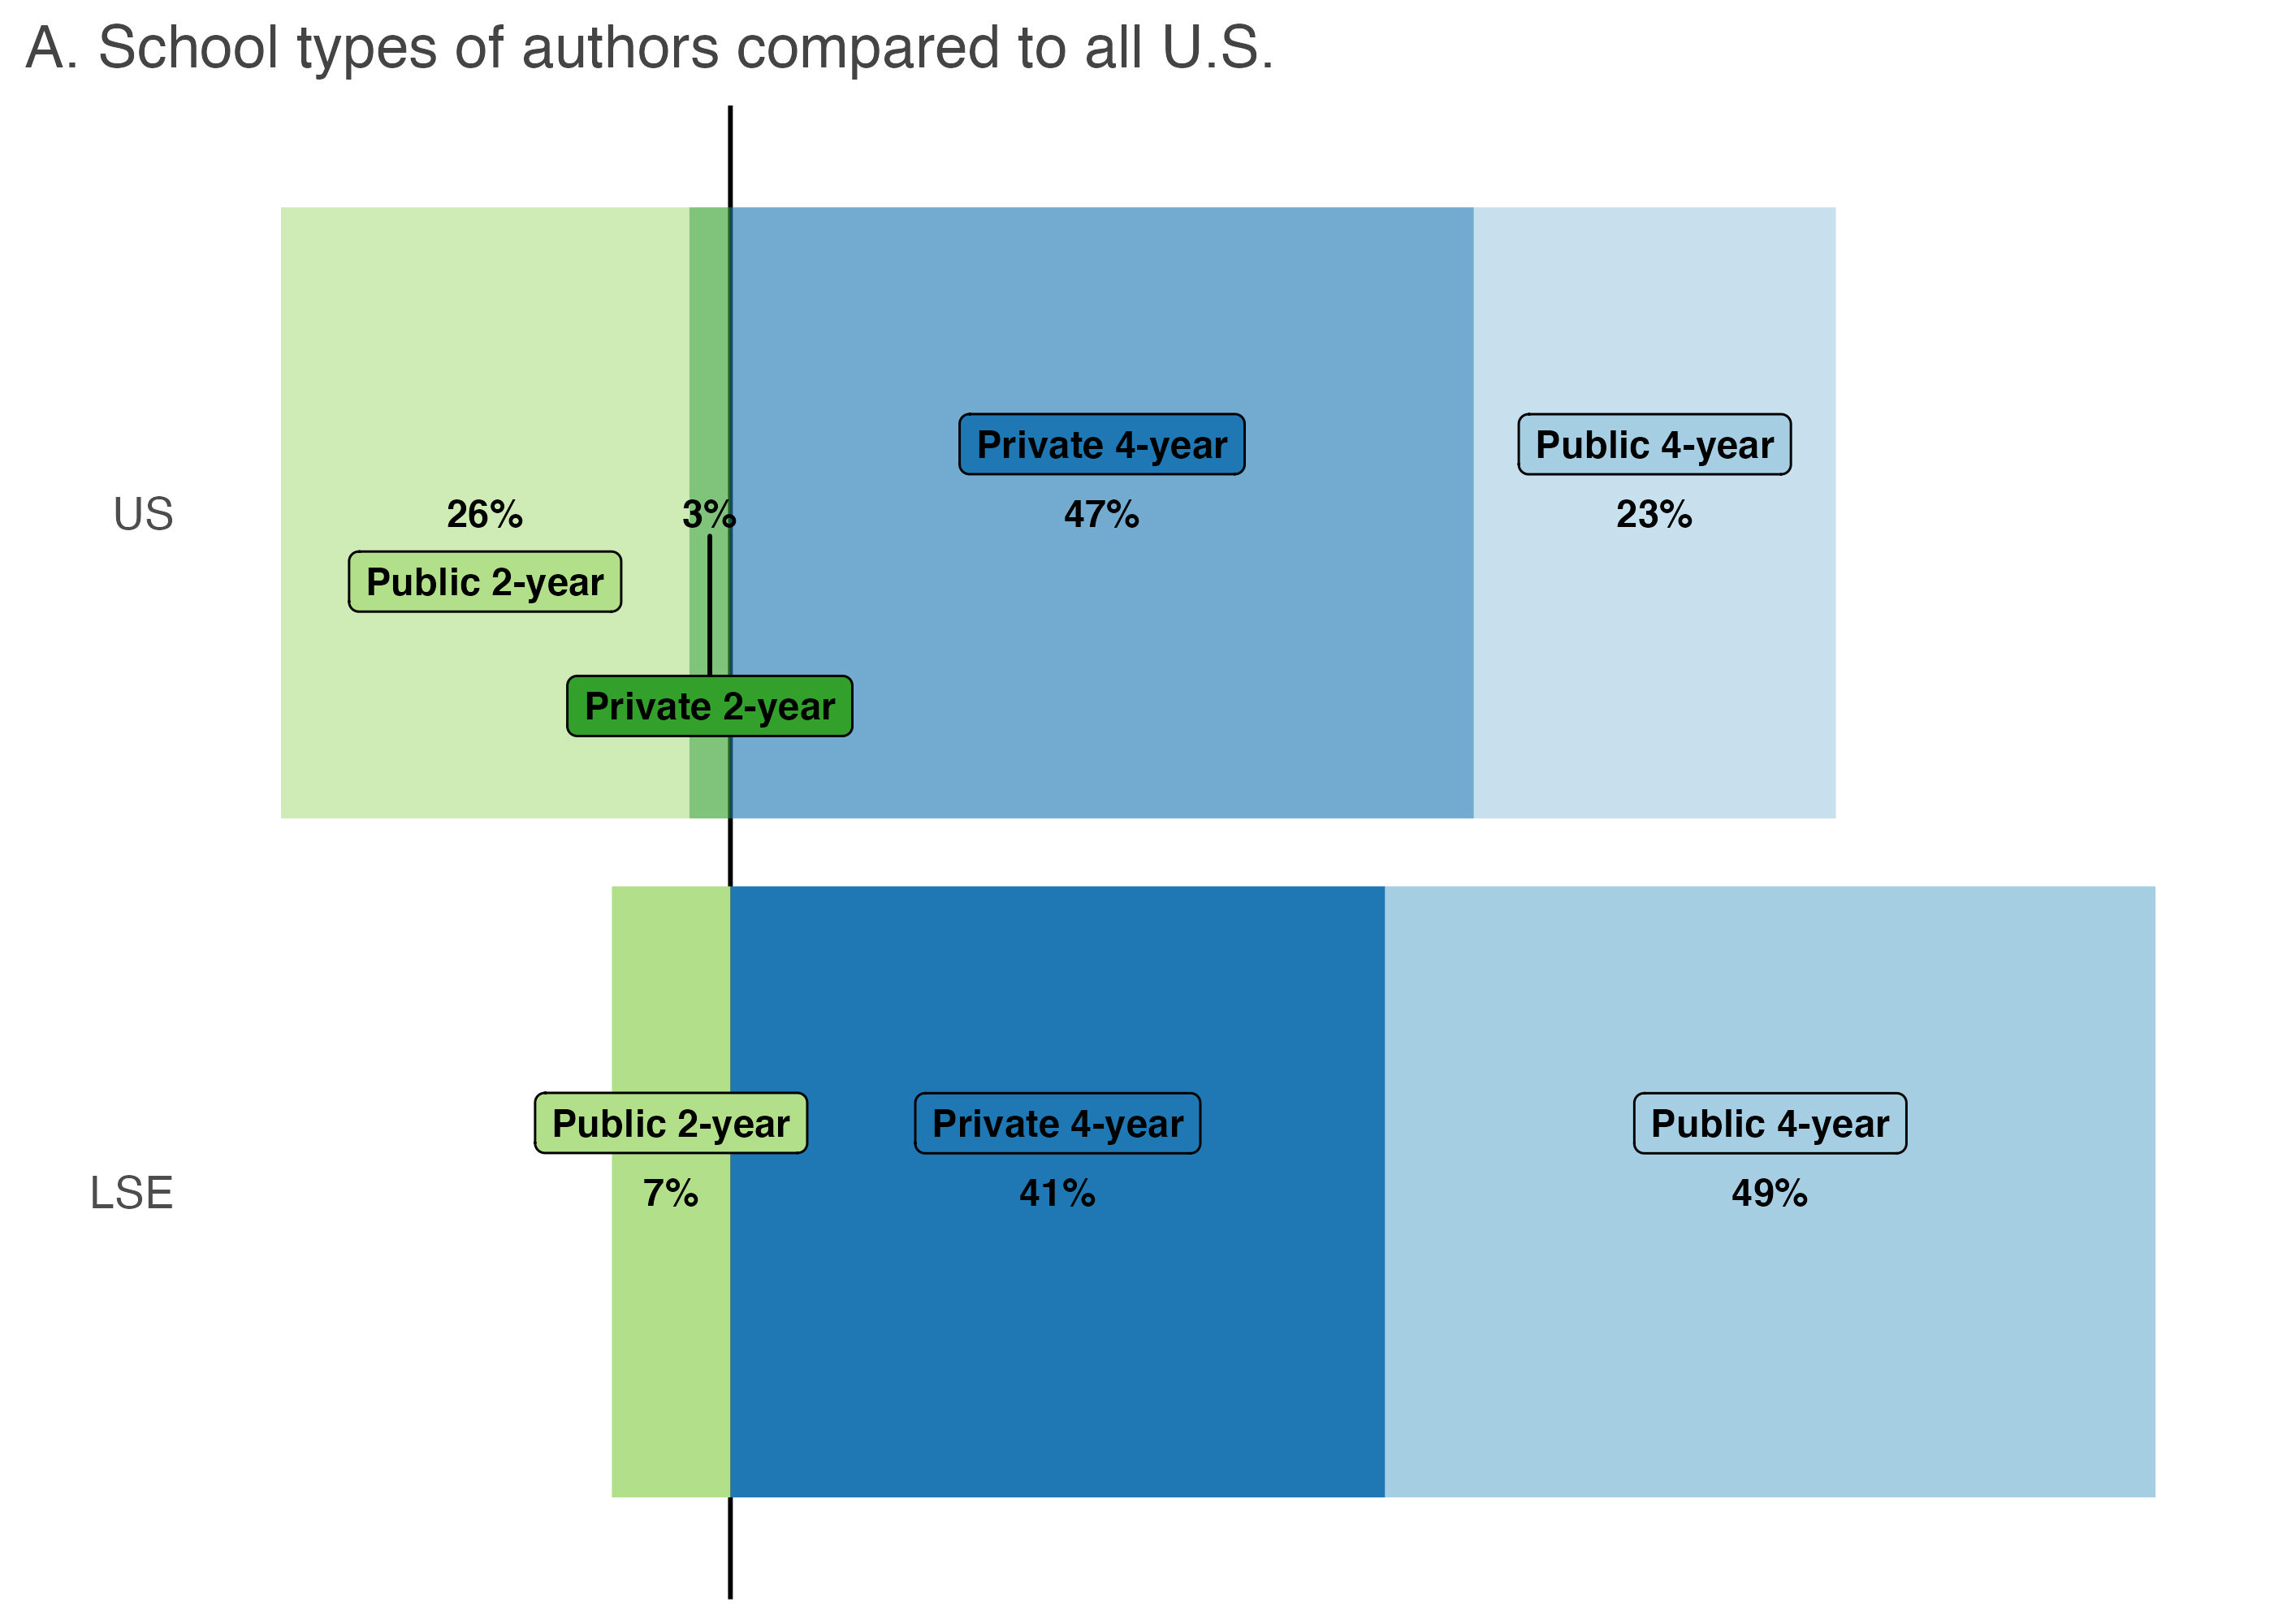 A. School types of authors compared to all U.S.
Private 4-year
Public 4-year
US
26%
3%
47%
23%
Public 2-year
Private 2-year
Public 2-year
Private 4-year
Public 4-year
LSE
7%
41%
49%